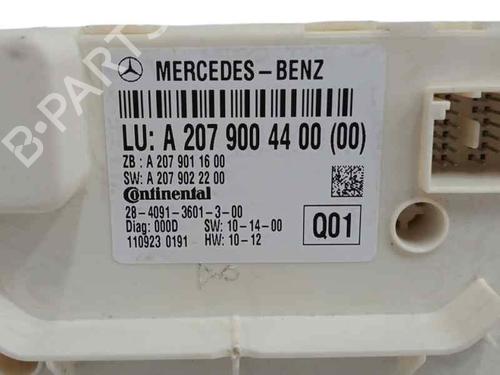 MERCEDES-BENZ
LU: A 207 900 44 00 (00)
ZB : A 207 901 16 00
SW: A 207 902 22 00
Continental
28-4091-3601-3-00
Diag: 000D SW: 10-14-00
110923 0191 HW: 10-12
Q01
B-PARTS